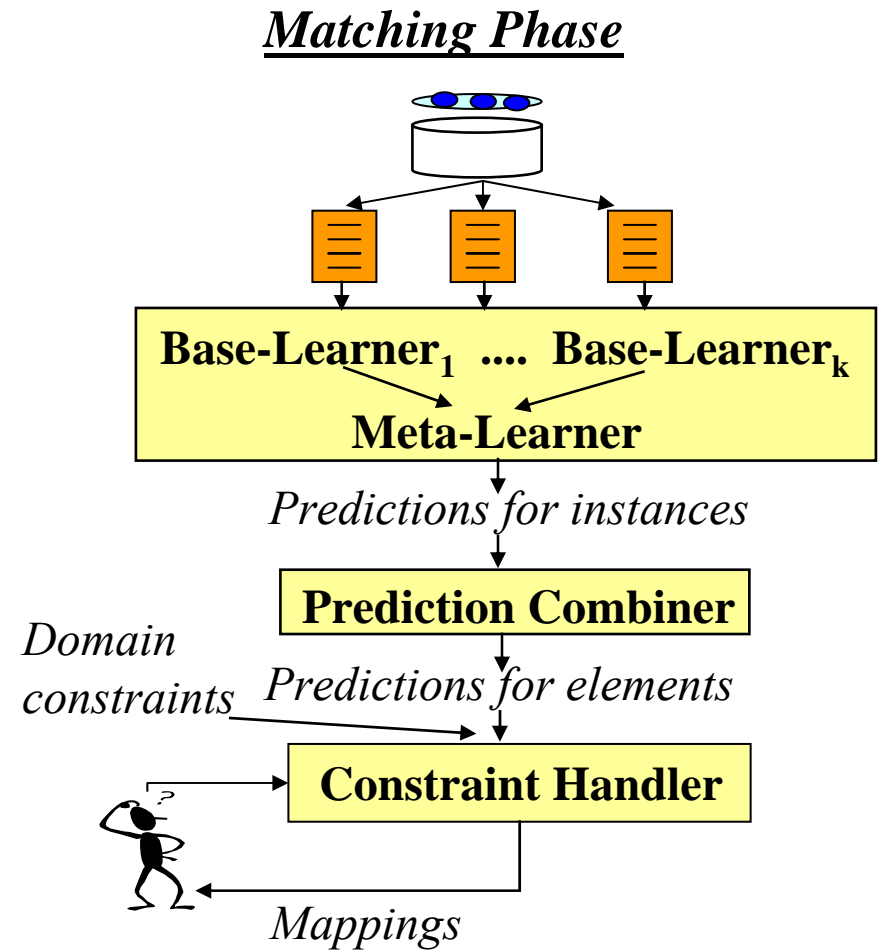 Matching Phase
Base-Learner₁ .... Base-Learnerₖ
Meta-Learner
Predictions for instances
Prediction Combiner
Domain
constraints
Predictions for elements
Constraint Handler
?
Mappings